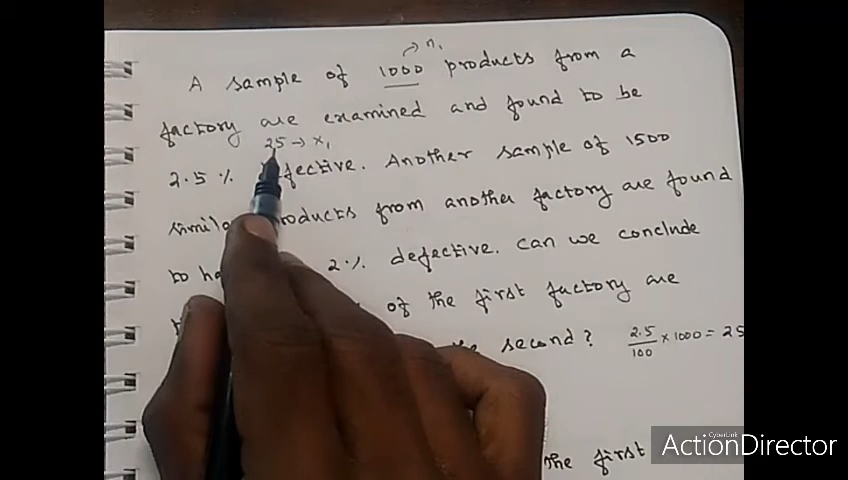 → n₁
A sample of 1000 products from a
factory are examined and found to be
25 → x₁
2.5 % defective. Another sample of 1500
products from another factory are found
to 2 % defective. can we conclude
of the first factory are
second? 2.5/100 × 1000 = 25
the first
CyberLink
ActionDirector